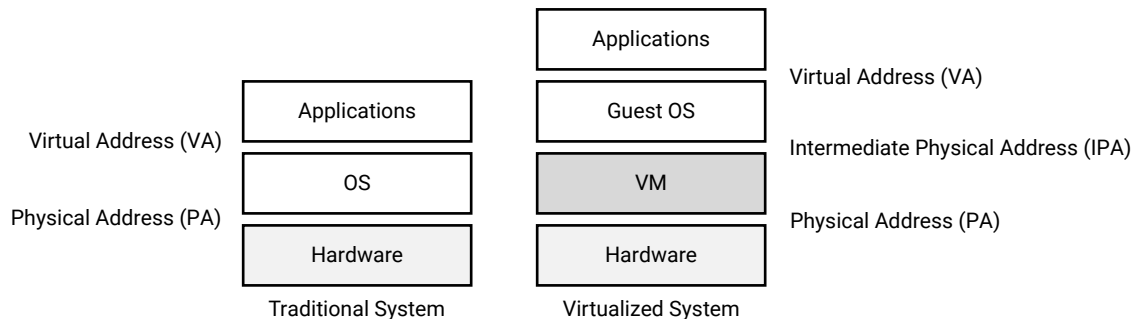 Applications
Virtual Address (VA)
Applications
Guest OS
Virtual Address (VA)
Intermediate Physical Address (IPA)
OS
VM
Physical Address (PA)
Physical Address (PA)
Hardware
Hardware
Traditional System
Virtualized System